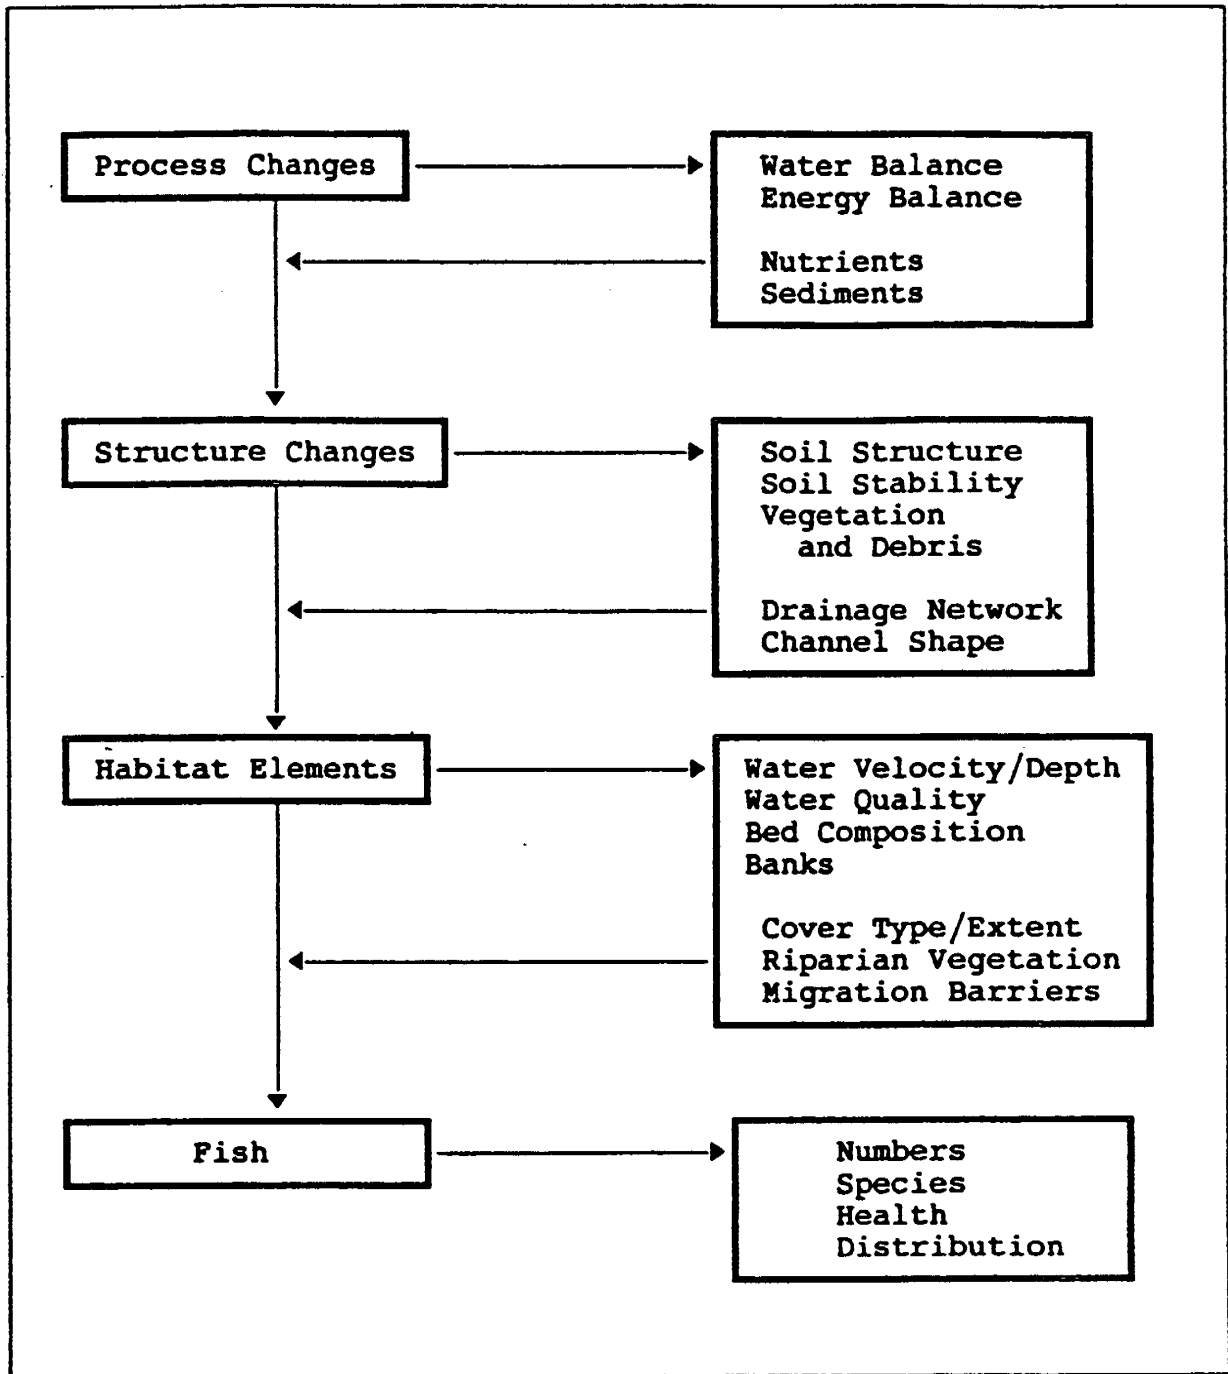 Process Changes
Water Balance
Energy Balance
Nutrients
Sediments
Structure Changes
Soil Structure
Soil Stability
Vegetation
and Debris
Drainage Network
Channel Shape
Habitat Elements
Water Velocity/Depth
Water Quality
Bed Composition
Banks
Cover Type/Extent
Riparian Vegetation
Migration Barriers
Fish
Numbers
Species
Health
Distribution